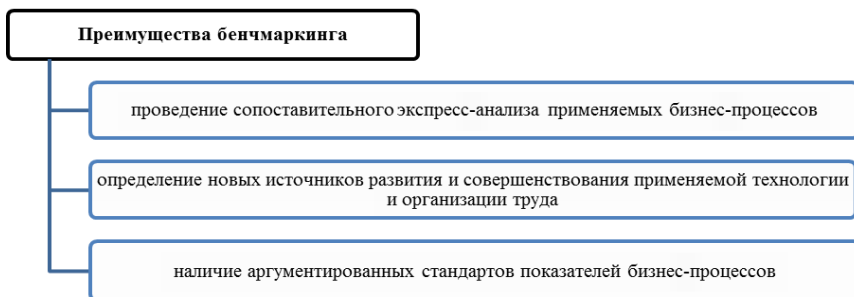 Преимущества бенчмаркинга
проведение сопоставительного экспресс-анализа применяемых бизнес-процессов
определение новых источников развития и совершенствования применяемой технологии
и организации труда
наличие аргументированных стандартов показателей бизнес-процессов